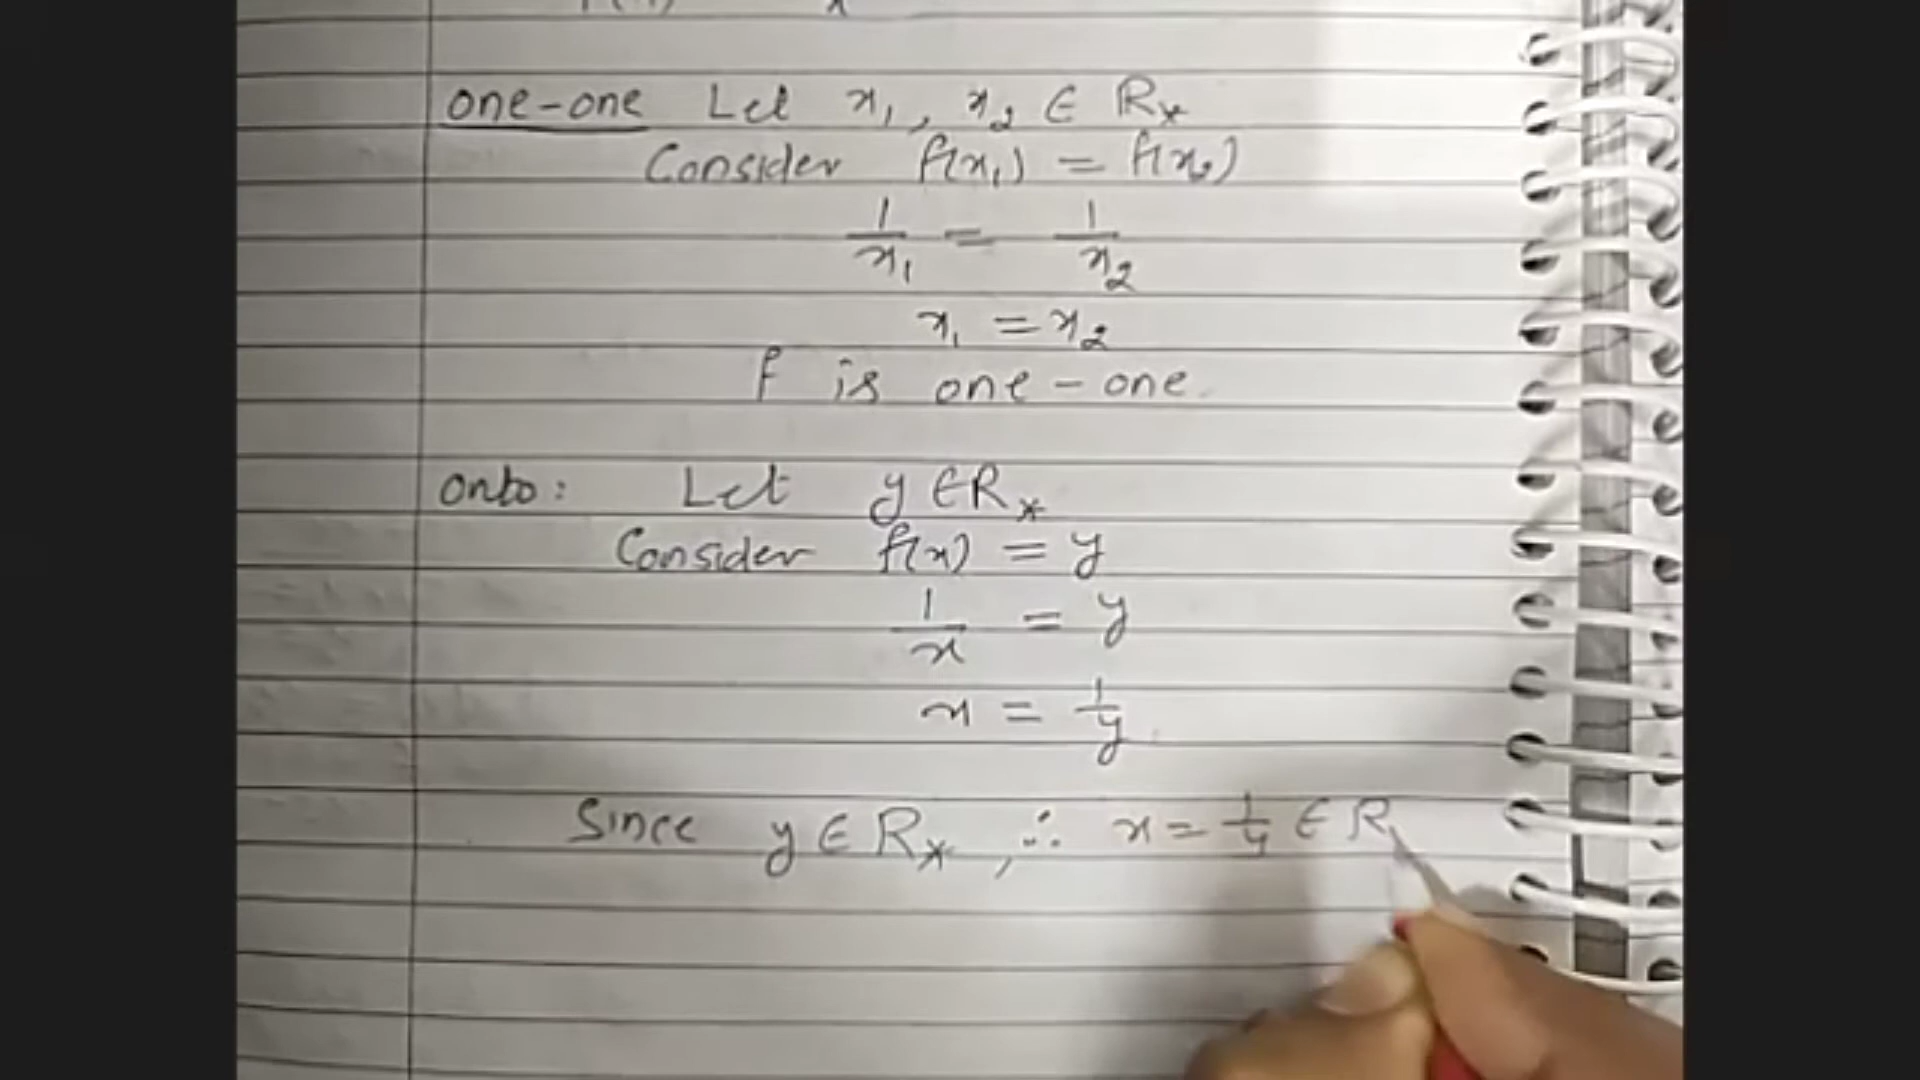 one-one Let x₁, x₂ ∈ R*
Consider f(x₁) = f(x₂)
1/x₁ = 1/x₂
x₁ = x₂
f is one-one.
onto: Let y ∈ R*
Consider f(x) = y
1/x = y
x = 1/y
Since y ∈ R*, ∴ x = 1/y ∈ R